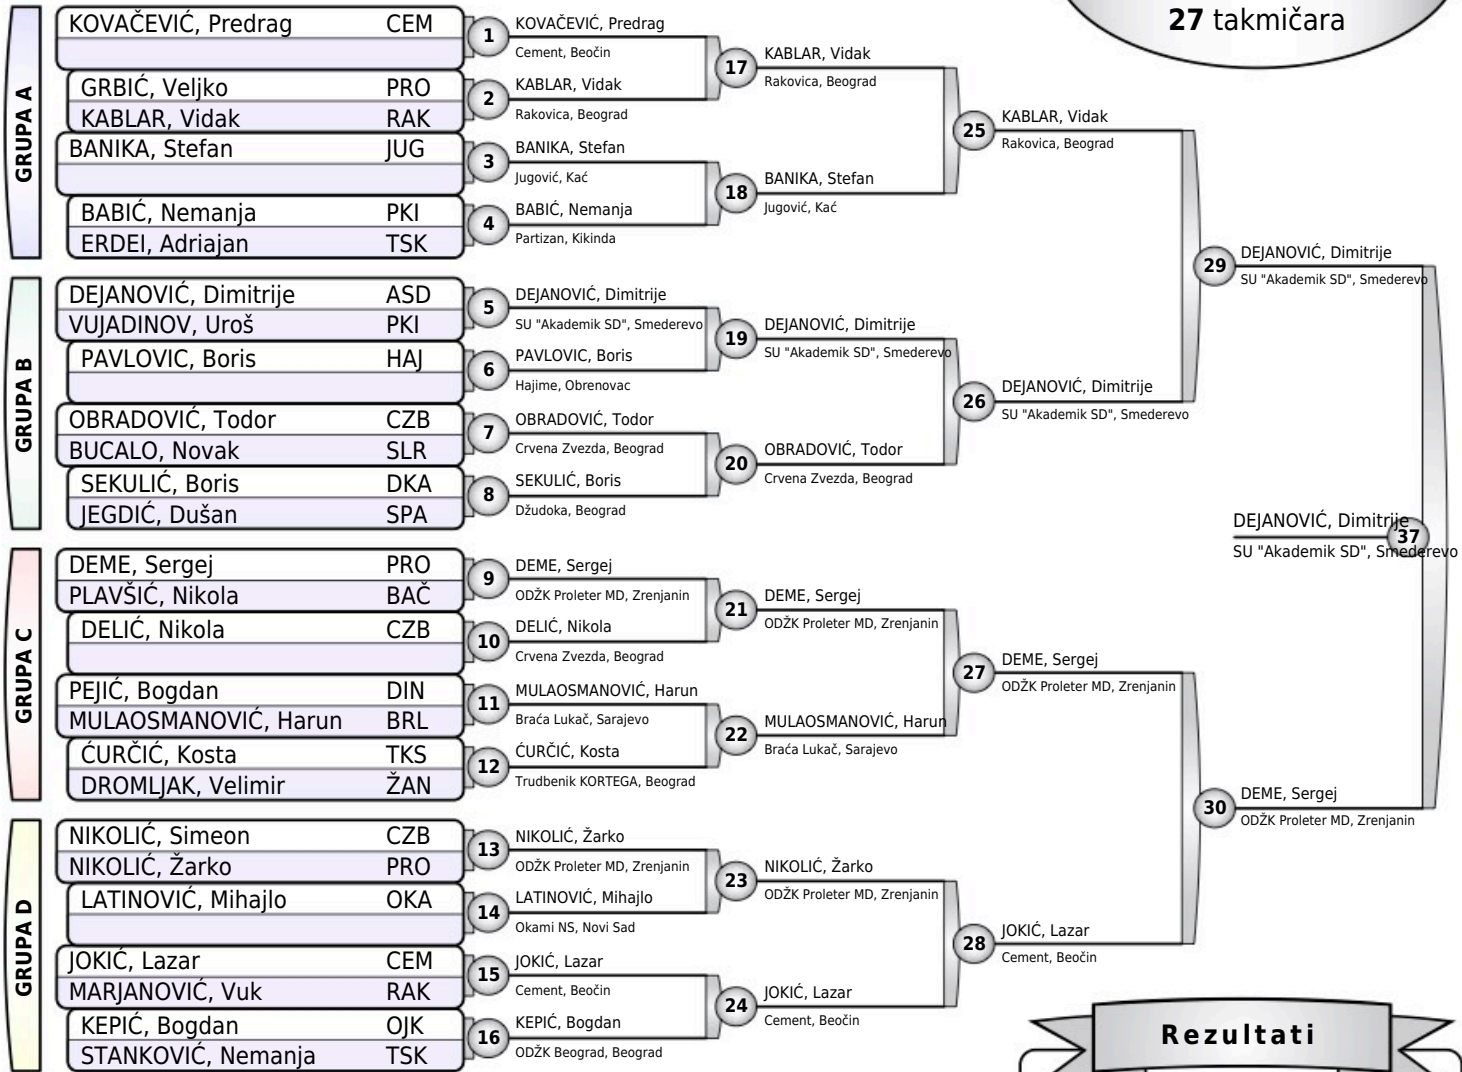 27 takmičara
GRUPA A
KOVAČEVIĆ, Predrag CEM
GRBIĆ, Veljko PRO
KABLAR, Vidak RAK
BANIKA, Stefan JUG
BABIĆ, Nemanja PKI
ERDEI, Adriajan TSK
GRUPA B
DEJANOVIĆ, Dimitrije ASD
VUJADINOV, Uroš PKI
PAVLOVIC, Boris HAJ
OBRADOVIĆ, Todor CZB
BUCALO, Novak SLR
SEKULIĆ, Boris DKA
JEGDIĆ, Dušan SPA
GRUPA C
DEME, Sergej PRO
PLAVŠIĆ, Nikola BAČ
DELIĆ, Nikola CZB
PEJIĆ, Bogdan DIN
MULAOSMANOVIĆ, Harun BRL
ĆURČIĆ, Kosta TKS
DROMLJAK, Velimir ŽAN
GRUPA D
NIKOLIĆ, Simeon CZB
NIKOLIĆ, Žarko PRO
LATINOVIĆ, Mihajlo OKA
JOKIĆ, Lazar CEM
MARJANOVIĆ, Vuk RAK
KEPIĆ, Bogdan OJK
STANKOVIĆ, Nemanja TSK
1 KOVAČEVIĆ, Predrag
Cement, Beočin
2 KABLAR, Vidak
Rakovica, Beograd
3 BANIKA, Stefan
Jugović, Kać
4 BABIĆ, Nemanja
Partizan, Kikinda
5 DEJANOVIĆ, Dimitrije
SU "Akademik SD", Smederevo
6 PAVLOVIC, Boris
Hajime, Obrenovac
7 OBRADOVIĆ, Todor
Crvena Zvezda, Beograd
8 SEKULIĆ, Boris
Džudoka, Beograd
9 DEME, Sergej
ODŽK Proleter MD, Zrenjanin
10 DELIĆ, Nikola
Crvena Zvezda, Beograd
11 MULAOSMANOVIĆ, Harun
Braća Lukač, Sarajevo
12 ĆURČIĆ, Kosta
Trudbenik KORTEGA, Beograd
13 NIKOLIĆ, Žarko
ODŽK Proleter MD, Zrenjanin
14 LATINOVIĆ, Mihajlo
Okami NS, Novi Sad
15 JOKIĆ, Lazar
Cement, Beočin
16 KEPIĆ, Bogdan
ODŽK Beograd, Beograd
17 KABLAR, Vidak
Rakovica, Beograd
18 BANIKA, Stefan
Jugović, Kać
19 DEJANOVIĆ, Dimitrije
SU "Akademik SD", Smederevo
20 OBRADOVIĆ, Todor
Crvena Zvezda, Beograd
21 DEME, Sergej
ODŽK Proleter MD, Zrenjanin
22 MULAOSMANOVIĆ, Harun
Braća Lukač, Sarajevo
23 NIKOLIĆ, Žarko
ODŽK Proleter MD, Zrenjanin
24 JOKIĆ, Lazar
Cement, Beočin
25 KABLAR, Vidak
Rakovica, Beograd
26 DEJANOVIĆ, Dimitrije
SU "Akademik SD", Smederevo
27 DEME, Sergej
ODŽK Proleter MD, Zrenjanin
28 JOKIĆ, Lazar
Cement, Beočin
29 DEJANOVIĆ, Dimitrije
SU "Akademik SD", Smederevo
30 DEME, Sergej
ODŽK Proleter MD, Zrenjanin
DEJANOVIĆ, Dimitrije 37
SU "Akademik SD", Smederevo
Rezultati